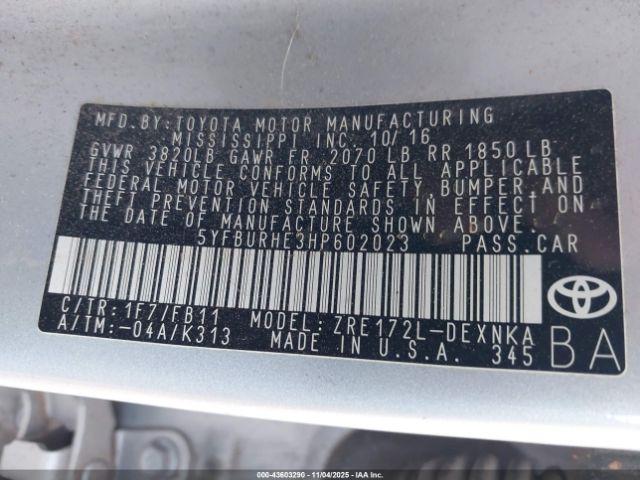 MFD.BY:TOYOTA MOTOR MANUFACTURING
MISSISSIPPI INC. 10/16
GVWR 3820LB GAWR FR 2070 LB RR 1850 LB
THIS VEHICLE CONFORMS TO ALL APPLICABLE
FEDERAL MOTOR VEHICLE SAFETY, BUMPER, AND
THEFT PREVENTION STANDARDS IN EFFECT ON
THE DATE OF MANUFACTURE SHOWN ABOVE.
5YFBURHE3HP602023 PASS.CAR
C/TR: 1F7/FB11 MODEL: ZRE172L-DEXNKA
A/TM:-04A/K313 MADE IN U.S.A. 345
TOYOTA
BA
000-43603290 - 11/04/2025 - IAA Inc.